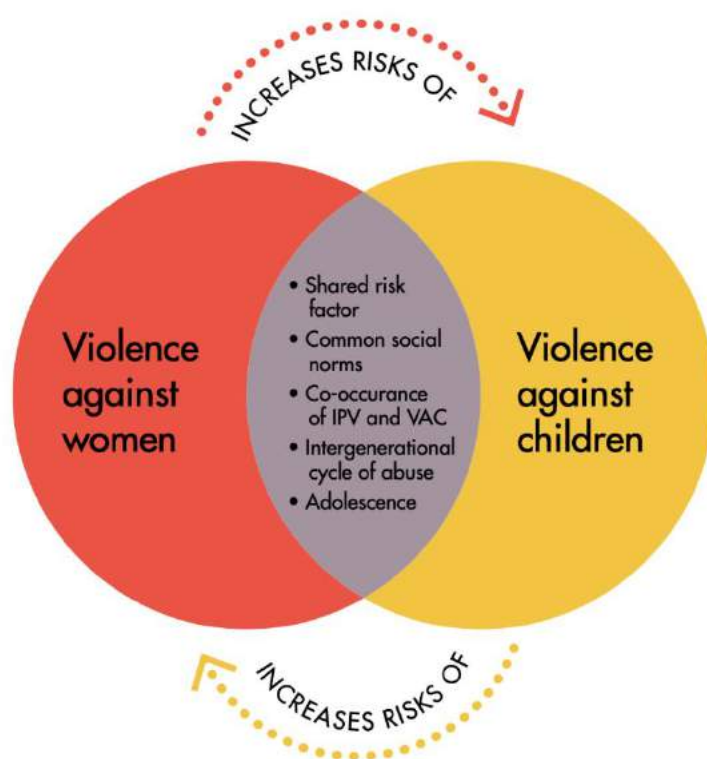 INCREASES RISKS OF
Violence
against
women
• Shared risk
factor
• Common social
norms
• Co-occurance
of IPV and VAC
• Intergenerational
cycle of abuse
• Adolescence
Violence
against
children
INCREASES RISKS OF